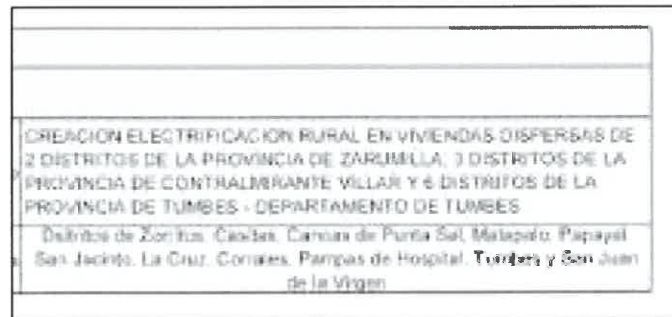 CREACION ELECTRIFICACION RURAL EN VIVIENDAS DISPERSAS DE
2 DISTRITOS DE LA PROVINCIA DE ZARUMILLA, 3 DISTRITOS DE LA
PROVINCIA DE CONTRALMIRANTE VILLAR Y 6 DISTRITOS DE LA
PROVINCIA DE TUMBES - DEPARTAMENTO DE TUMBES
Distritos de Zorritos, Casitas, Canoas de Punta Sal, Matapalo, Papayal,
San Jacinto, La Cruz, Corrales, Pampas de Hospital, Tumbes y San Juan
de la Virgen